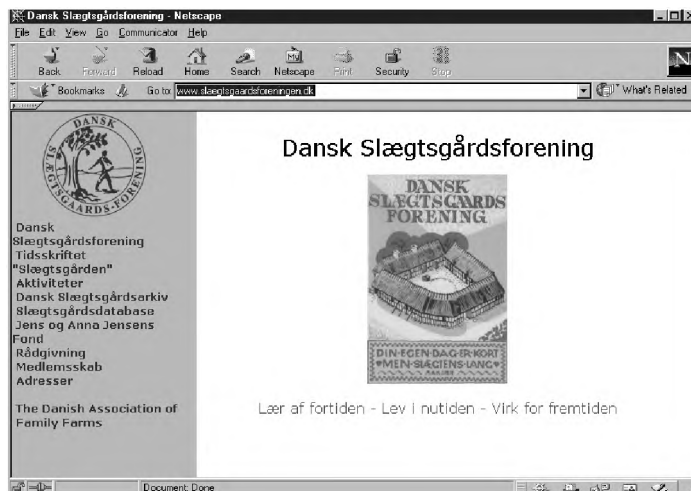 Dansk Slægtsgårdsforening - Netscape
File Edit View Go Communicator Help
Back Forward Reload Home Search Netscape Print Security Stop
My
N
Bookmarks Go to: www.slaegtsgaardsforeningen.dk What's Related
DANSK
SLÆGTSGAARDS-FORENING
Dansk
Slægtsgårdsforening
Tidsskriftet
"Slægtsgården"
Aktiviteter
Dansk Slægtsgårdsarkiv
Slægtsgårdsdatabase
Jens og Anna Jensens
Fond
Rådgivning
Medlemsskab
Adresser
The Danish Association of
Family Farms
Dansk Slægtsgårdsforening
DANSK
SLÆGTSGAARDS
FORENING
DIN·EGEN·DAG·ER·KORT
MEN·SLÆGTENS·LANG
Lær af fortiden - Lev i nutiden - Virk for fremtiden
Document: Done